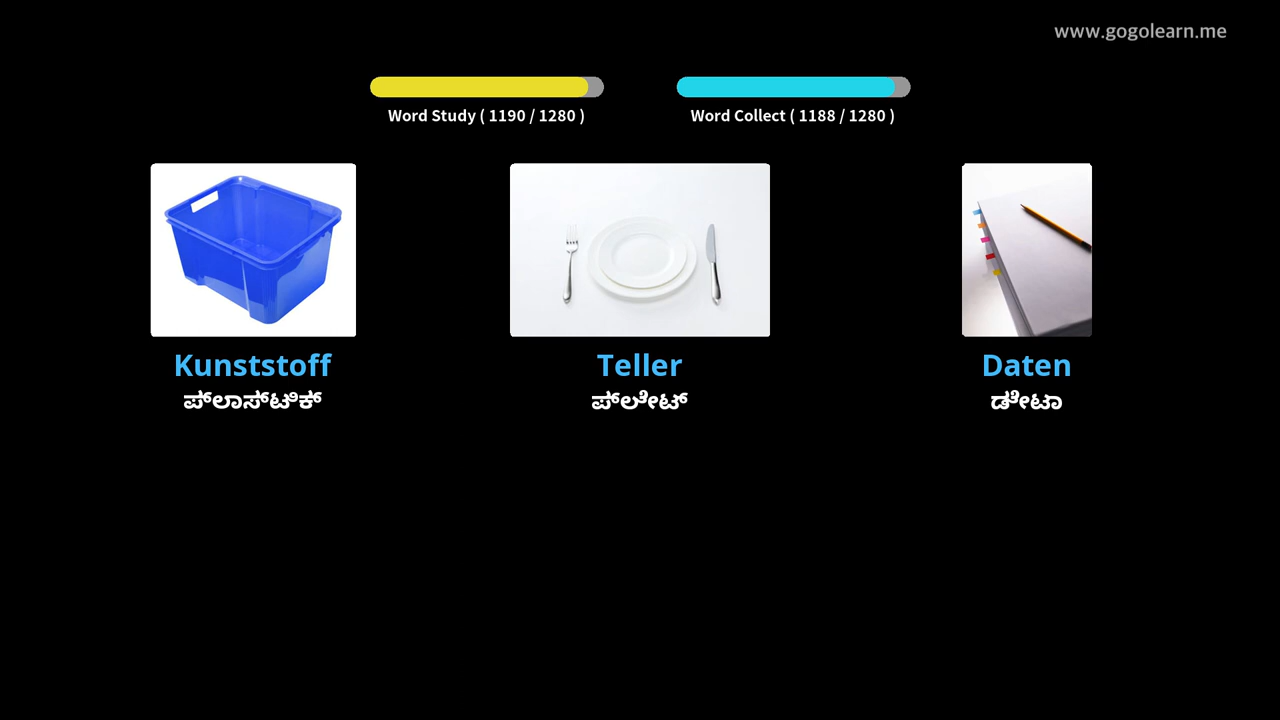 www.gogolearn.me
Word Study ( 1190 / 1280 )
Word Collect ( 1188 / 1280 )
Kunststoff
ಪ್ಲಾಸ್ಟಿಕ್
Teller
ಪ್ಲೇಟ್
Daten
ಡೇಟಾ